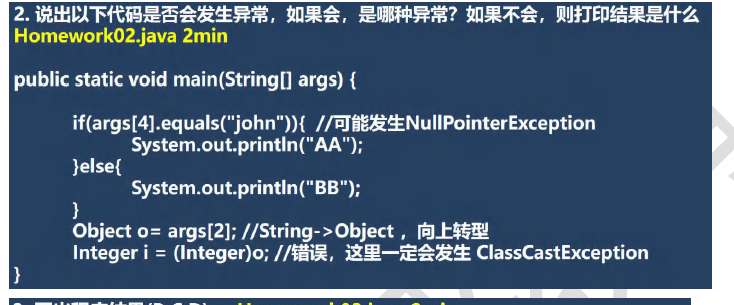 2. 说出以下代码是否会发生异常，如果会，是哪种异常？如果不会，则打印结果是什么
Homework02.java 2min
public static void main(String[] args) {
if(args[4].equals("john")){ //可能发生NullPointerException
System.out.println("AA");
}else{
System.out.println("BB");
}
Object o= args[2]; //String->Object ，向上转型
Integer i = (Integer)o; //错误，这里一定会发生 ClassCastException
}